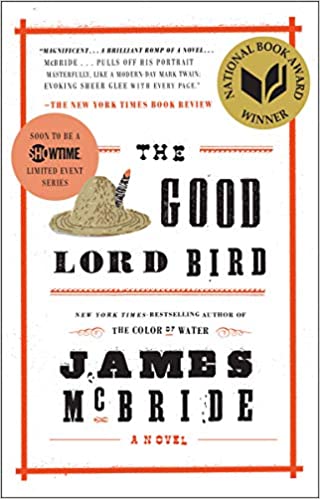 "MAGNIFICENT . . . A BRILLIANT ROMP OF A NOVEL . . .
McBRIDE . . . PULLS OFF HIS PORTRAIT
MASTERFULLY, LIKE A MODERN-DAY MARK TWAIN:
EVOKING SHEER GLEE WITH EVERY PAGE."
—THE NEW YORK TIMES BOOK REVIEW
NATIONAL BOOK AWARD
WINNER
SOON TO BE A
SHOWTIME
LIMITED EVENT
SERIES
THE
GOOD
LORD BIRD
NEW YORK TIMES-BESTSELLING AUTHOR OF
THE COLOR OF WATER
JAMES
McBRIDE
A NOVEL